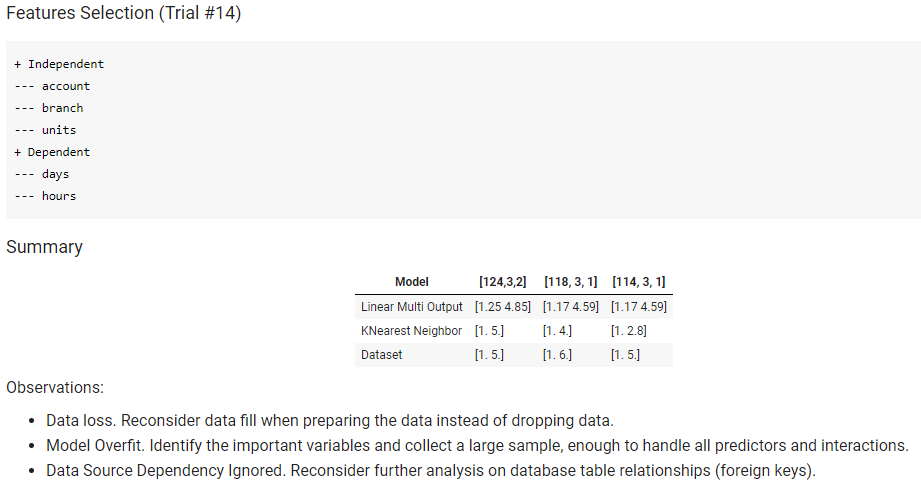 Features Selection (Trial #14)
+ Independent
--- account
--- branch
--- units
+ Dependent
--- days
--- hours
Summary
Model [124,3,2] [118, 3, 1] [114, 3, 1]
Linear Multi Output [1.25 4.85] [1.17 4.59] [1.17 4.59]
KNearest Neighbor [1. 5.] [1. 4.] [1. 2.8]
Dataset [1. 5.] [1. 6.] [1. 5.]
Observations:
• Data loss. Reconsider data fill when preparing the data instead of dropping data.
• Model Overfit. Identify the important variables and collect a large sample, enough to handle all predictors and interactions.
• Data Source Dependency Ignored. Reconsider further analysis on database table relationships (foreign keys).